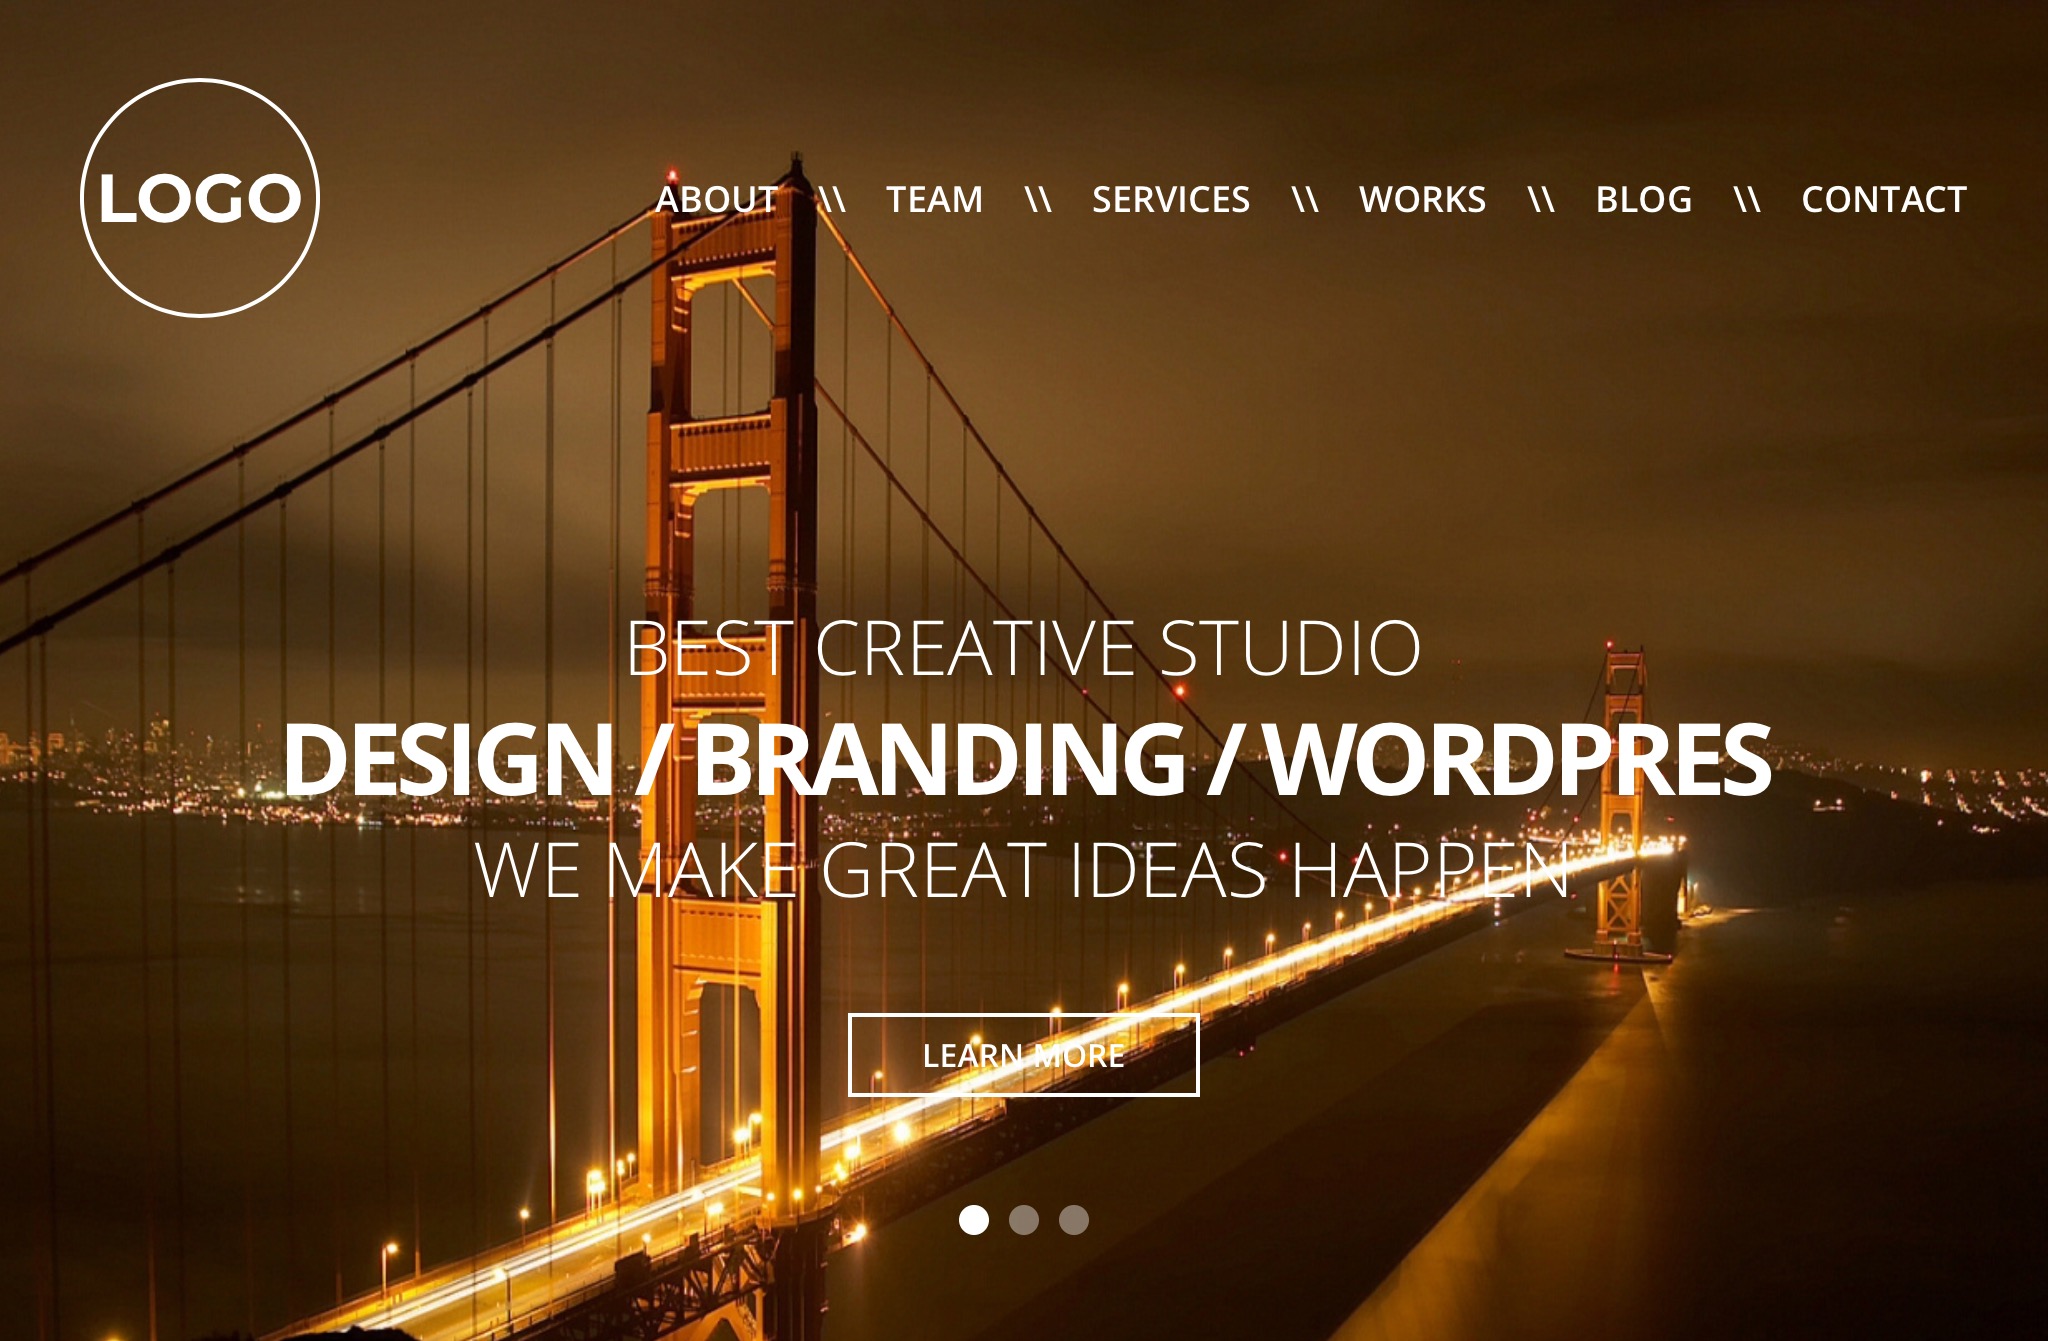 LOGO
ABOUT \\ TEAM \\ SERVICES \\ WORKS \\ BLOG \\ CONTACT
BEST CREATIVE STUDIO
DESIGN / BRANDING / WORDPRES
WE MAKE GREAT IDEAS HAPPEN
LEARN MORE